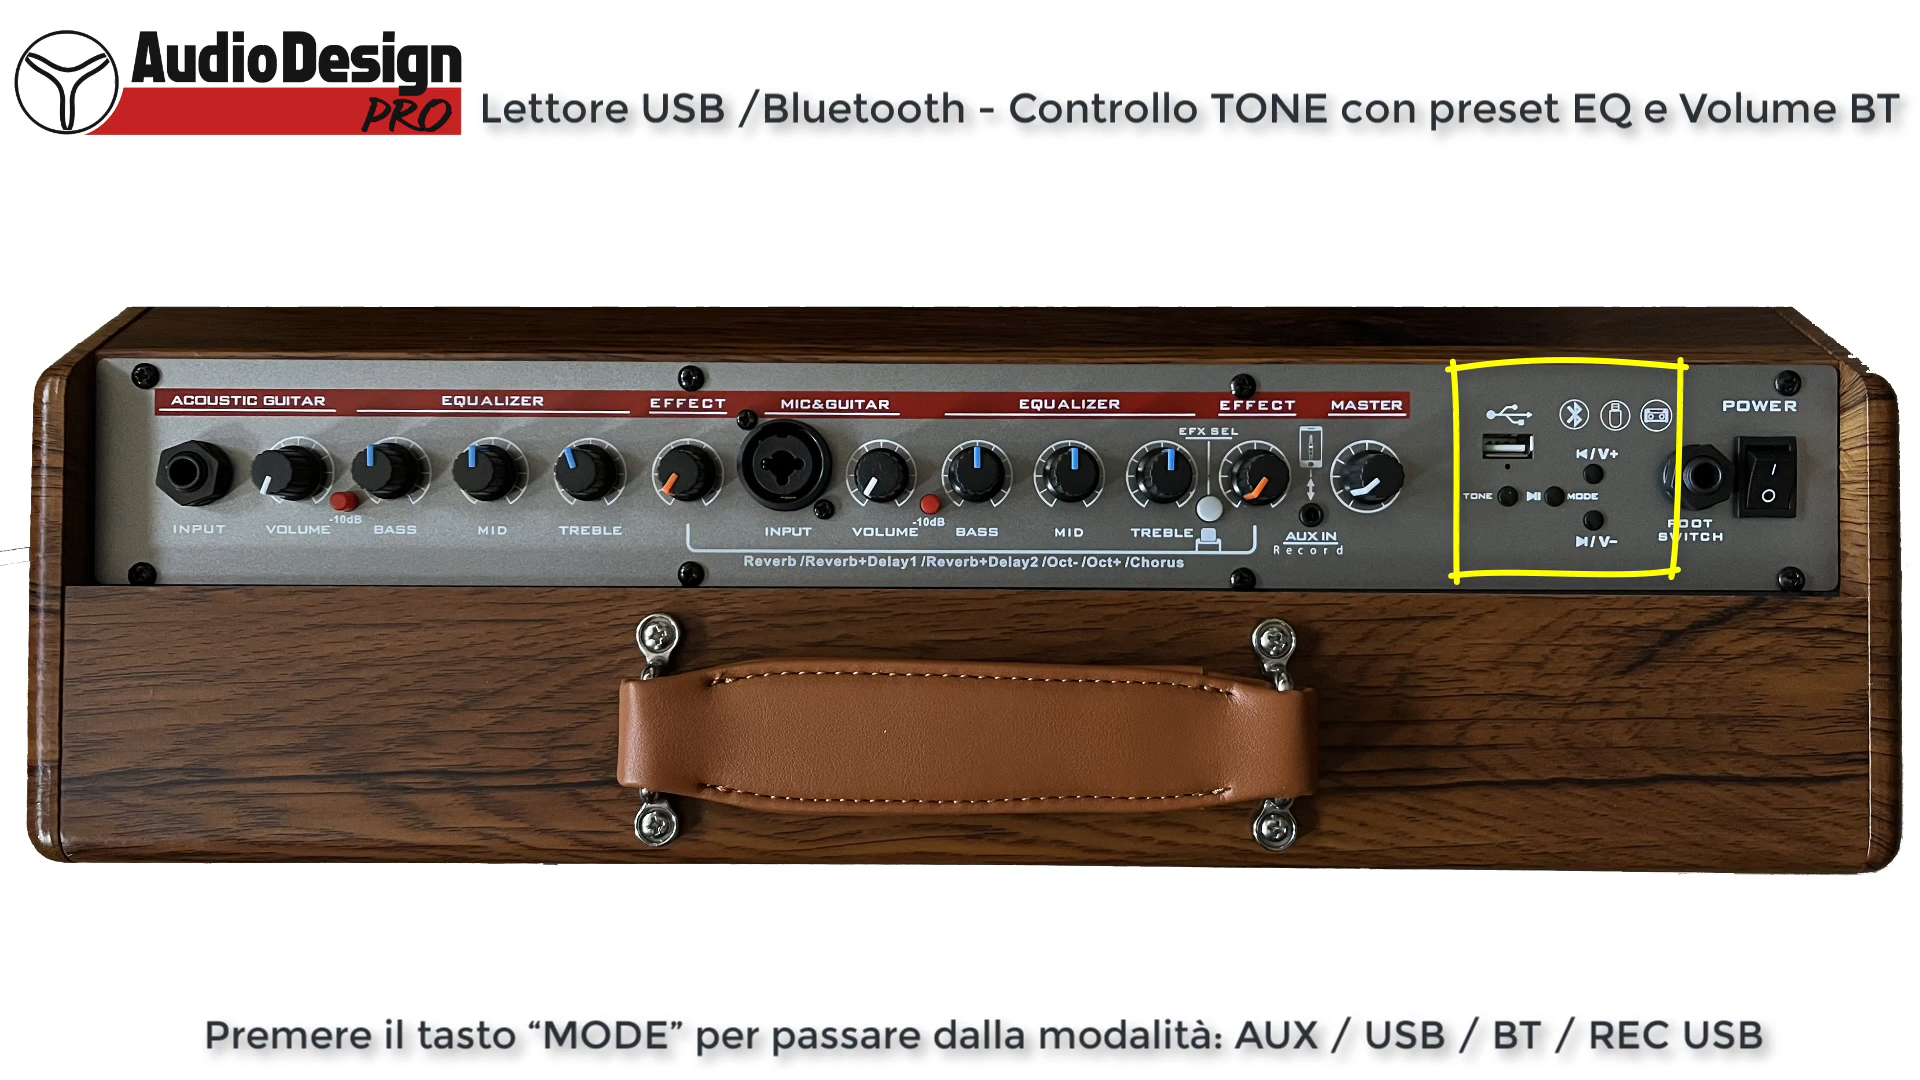 AudioDesign
PRO
Lettore USB /Bluetooth - Controllo TONE con preset EQ e Volume BT
ACOUSTIC GUITAR
EQUALIZER
EFFECT
MIC&GUITAR
EQUALIZER
EFFECT
MASTER
POWER
EFX SEL
/V+
TONE
MODE
/V-
INPUT
VOLUME
-10dB
BASS
MID
TREBLE
INPUT
VOLUME
-10dB
BASS
MID
TREBLE
AUX IN
Record
FOOT
SWITCH
Reverb /Reverb+Delay1 /Reverb+Delay2 /Oct- /Oct+ /Chorus
Premere il tasto “MODE” per passare dalla modalità: AUX / USB / BT / REC USB